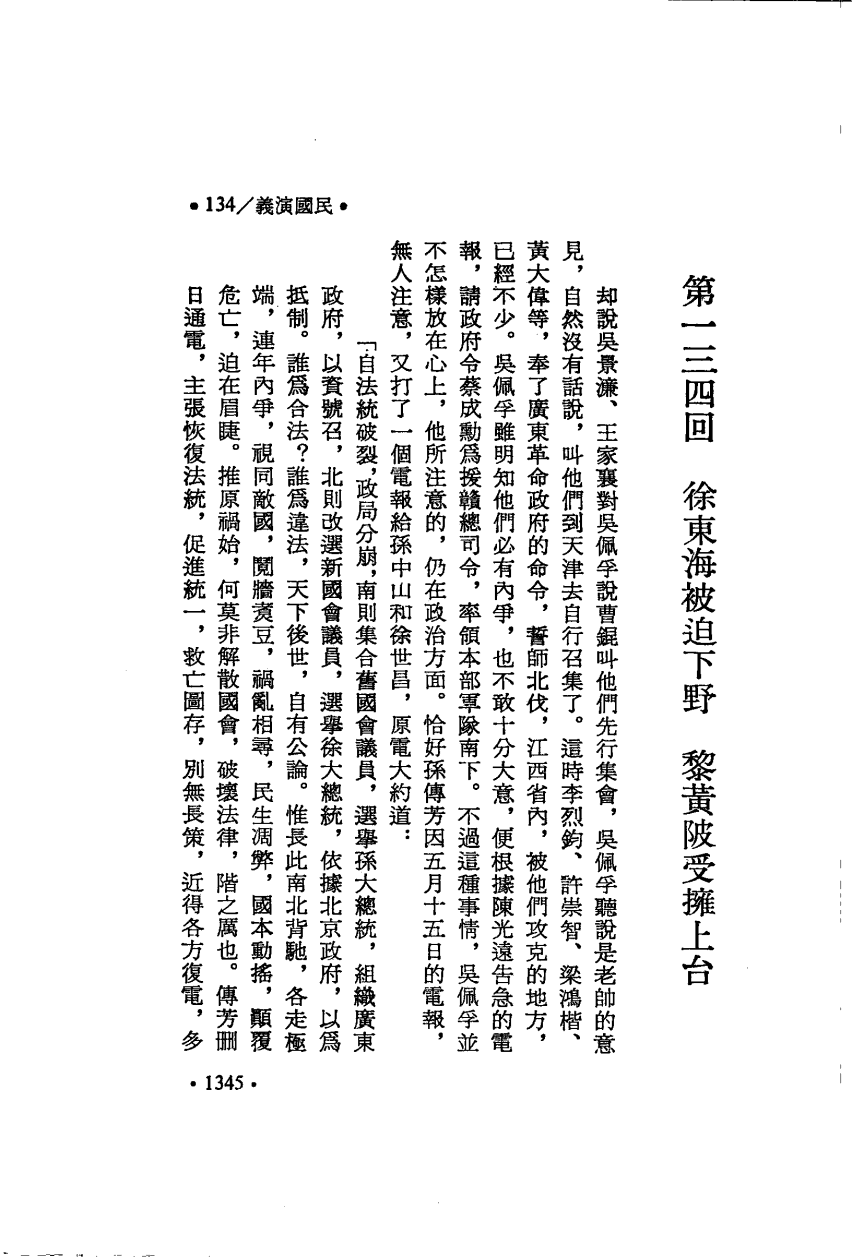 •134／義演國民•
第一三四回　徐東海被迫下野　黎黃陂受擁上台
却說吳景濂、王家襄對吳佩孚說曹錕叫他們先行集會，吳佩孚聽說是老帥的意
見，自然沒有話說，叫他們到天津去自行召集了。這時李烈鈞、許崇智、梁鴻楷、
黃大偉等，奉了廣東革命政府的命令，誓師北伐，江西省內，被他們攻克的地方，
已經不少。吳佩孚雖明知他們必有內爭，也不敢十分大意，便根據陳光遠告急的電
報，請政府令蔡成勳爲援贛總司令，率領本部軍隊南下。不過這種事情，吳佩孚並
不怎樣放在心上，他所注意的，仍在政治方面。恰好孫傳芳因五月十五日的電報，
無人注意，又打了一個電報給孫中山和徐世昌，原電大約道：
「自法統破裂，政局分崩，南則集合舊國會議員，選舉孫大總統，組織廣東
政府，以資號召，北則改選新國會議員，選舉徐大總統，依據北京政府，以爲
抵制。誰爲合法？誰爲違法，天下後世，自有公論。惟長此南北背馳，各走極
端，連年內爭，視同敵國，鬩牆煑豆，禍亂相尋，民生凋弊，國本動搖，顚覆
危亡，迫在眉睫。推原禍始，何莫非解散國會，破壞法律，階之厲也。傳芳刪
日通電，主張恢復法統，促進統一，救亡圖存，別無長策，近得各方復電，多
•1345•